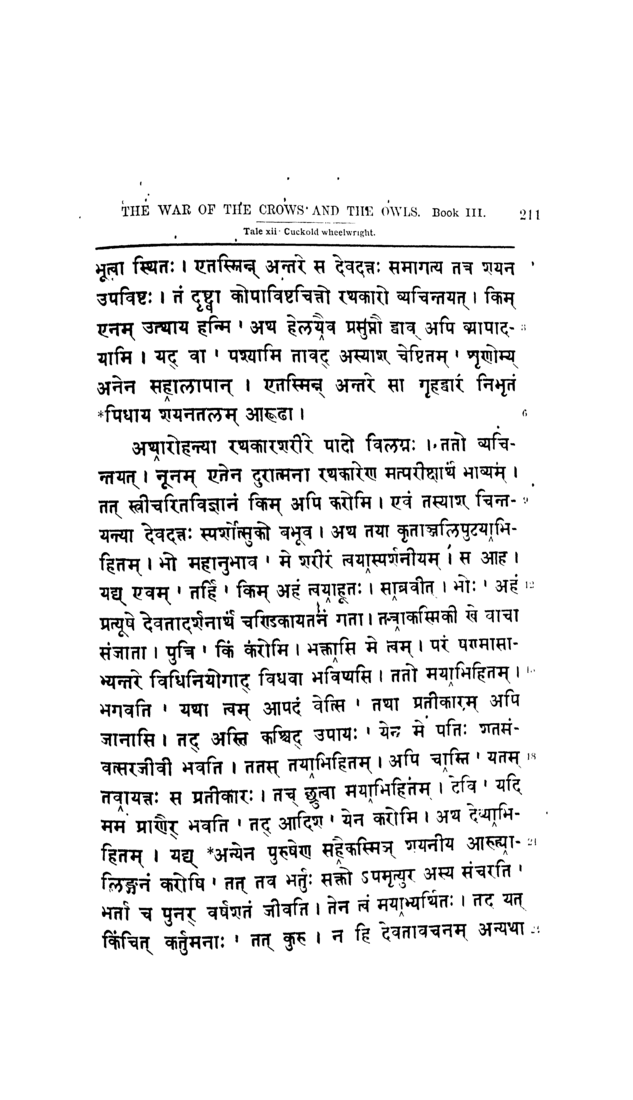 THE WAR OF THE CROWS AND THE OWLS. Book III. 211
Tale xii: Cuckold wheelwright.
भूत्वा स्थितः । एतस्मिन्न् अन्तरे स देवदत्तः समागत्य तत्र शयन
उपविष्टः । तं दृष्ट्वा कोपाविष्टचित्तो रथकारो व्यचिन्तयत् । किम्
एनम् उत्थाय हन्मि ' अथ हेलयैव प्रसुप्तौ द्वाव् अपि व्यापाद- 3
यामि । यद् वा ' पश्यामि तावद् अस्याश् चेष्टितम् ' शृणोम्य्
अनेन सहालापान् । एतस्मिन्न् अन्तरे सा गृहद्वारं निभृतं
*पिधाय शयनतलम् आरूढा । 6
अथारोहन्त्या रथकारशरीरे पादो विलग्नः । ततो व्यचि-
न्तयत् । नूनम् एतेन दुरात्मना रथकारेण मत्परीक्षार्थं भाव्यम् ।
तत् स्त्रीचरितविज्ञानं किम् अपि करोमि । एवं तस्याश् चिन्त- 9
यन्त्या देवदत्तः स्पर्शोत्सुको बभूव । अथ तया कृताञ्जलिपुटयाभि-
हितम् । भो महानुभाव ' मे शरीरं त्वयास्पर्शनीयम् । स आह ।
यद्य् एवम् ' तर्हि ' किम् अहं त्वयाहूतः । साब्रवीत् । भोः ' अहं 12
प्रत्यूषे देवतादर्शनार्थं चण्डिकायतनं गता । तत्राकस्मिकी खे वाचा
संजाता । पुत्रि ' किं करोमि । भक्तासि मे त्वम् । परं षण्मासा-
भ्यन्तरे विधिनियोगाद् विधवा भविष्यसि । ततो मयाभिहितम् ।
भगवति ' यथा त्वम् आपदं वेत्सि ' तथा प्रतीकारम् अपि
जानासि । तद् अस्ति कश्चिद् उपायः ' येन मे पतिः शतसं-
वत्सरजीवी भवति । ततस् तयाभिहितम् । अपि चास्ति ' यतस् 18
तवायत्तः स प्रतीकारः । तच् छ्रुत्वा मयाभिहितम् । देवि ' यदि
मम प्राणैर् भवति ' तद् आदिश ' येन करोमि । अथ देव्याभि-
हितम् । यद्य् *अन्येन पुरुषेण सहैकस्मिञ् शयनीय आरुह्या- 21
लिङ्गनं करोषि ' तत् तव भर्तुः सक्तो ऽपमृत्युर् अस्य संचरति '
भर्ता च पुनर् वर्षशतं जीवति । तेन त्वं मयाभ्यर्थितः । तद् यत्
किंचित् कर्तुमनाः ' तत् कुरु । न हि देवतावचनम् अन्यथा